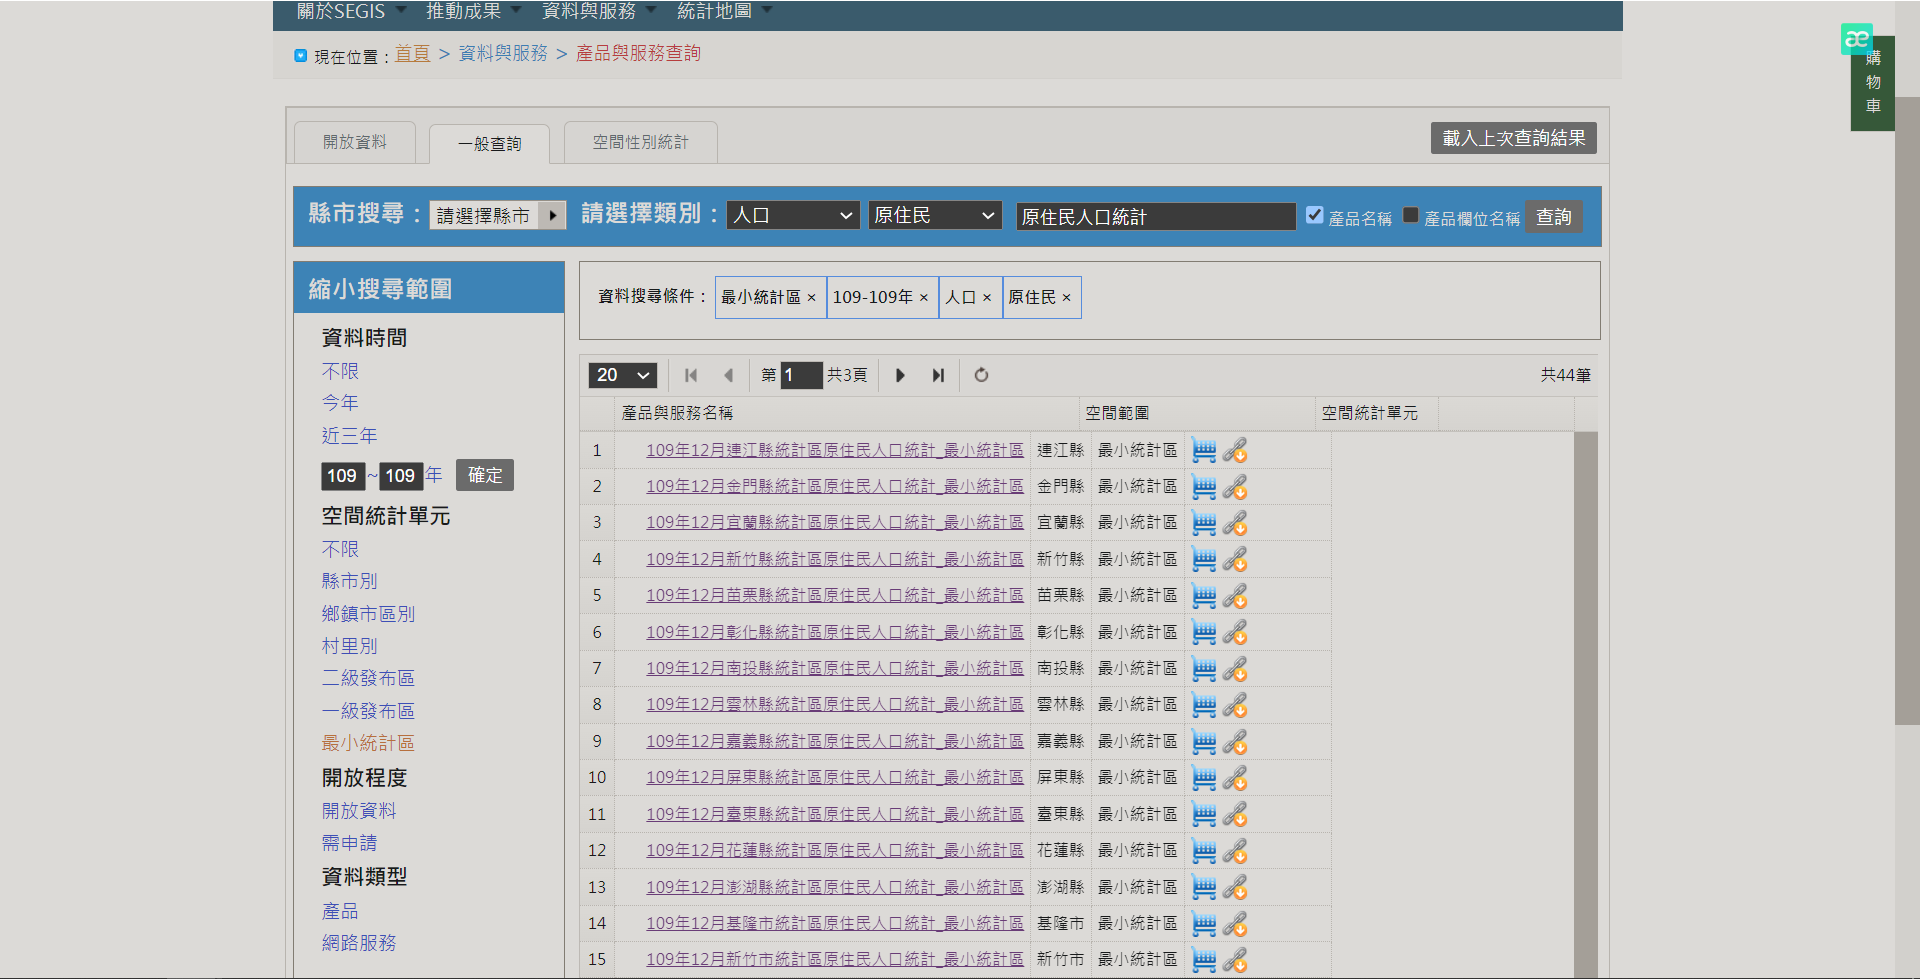 關於SEGIS 推動成果 資料與服務 統計地圖
現在位置： 首頁 > 資料與服務 > 產品與服務查詢
æ
購物車
開放資料 一般查詢 空間性別統計 載入上次查詢結果
縣市搜尋： 請選擇縣市 請選擇類別： 人口 原住民 原住民人口統計 產品名稱 產品欄位名稱 查詢
縮小搜尋範圍
資料時間
不限
今年
近三年
109 ~ 109 年 確定
空間統計單元
不限
縣市別
鄉鎮市區別
村里別
二級發布區
一級發布區
最小統計區
開放程度
開放資料
需申請
資料類型
產品
網路服務
資料搜尋條件： 最小統計區 × 109-109年 × 人口 × 原住民 ×
20 第 1 共3頁 共44筆
產品與服務名稱 空間範圍 空間統計單元
1 109年12月連江縣統計區原住民人口統計_最小統計區 連江縣 最小統計區
2 109年12月金門縣統計區原住民人口統計_最小統計區 金門縣 最小統計區
3 109年12月宜蘭縣統計區原住民人口統計_最小統計區 宜蘭縣 最小統計區
4 109年12月新竹縣統計區原住民人口統計_最小統計區 新竹縣 最小統計區
5 109年12月苗栗縣統計區原住民人口統計_最小統計區 苗栗縣 最小統計區
6 109年12月彰化縣統計區原住民人口統計_最小統計區 彰化縣 最小統計區
7 109年12月南投縣統計區原住民人口統計_最小統計區 南投縣 最小統計區
8 109年12月雲林縣統計區原住民人口統計_最小統計區 雲林縣 最小統計區
9 109年12月嘉義縣統計區原住民人口統計_最小統計區 嘉義縣 最小統計區
10 109年12月屏東縣統計區原住民人口統計_最小統計區 屏東縣 最小統計區
11 109年12月臺東縣統計區原住民人口統計_最小統計區 臺東縣 最小統計區
12 109年12月花蓮縣統計區原住民人口統計_最小統計區 花蓮縣 最小統計區
13 109年12月澎湖縣統計區原住民人口統計_最小統計區 澎湖縣 最小統計區
14 109年12月基隆市統計區原住民人口統計_最小統計區 基隆市 最小統計區
15 109年12月新竹市統計區原住民人口統計_最小統計區 新竹市 最小統計區